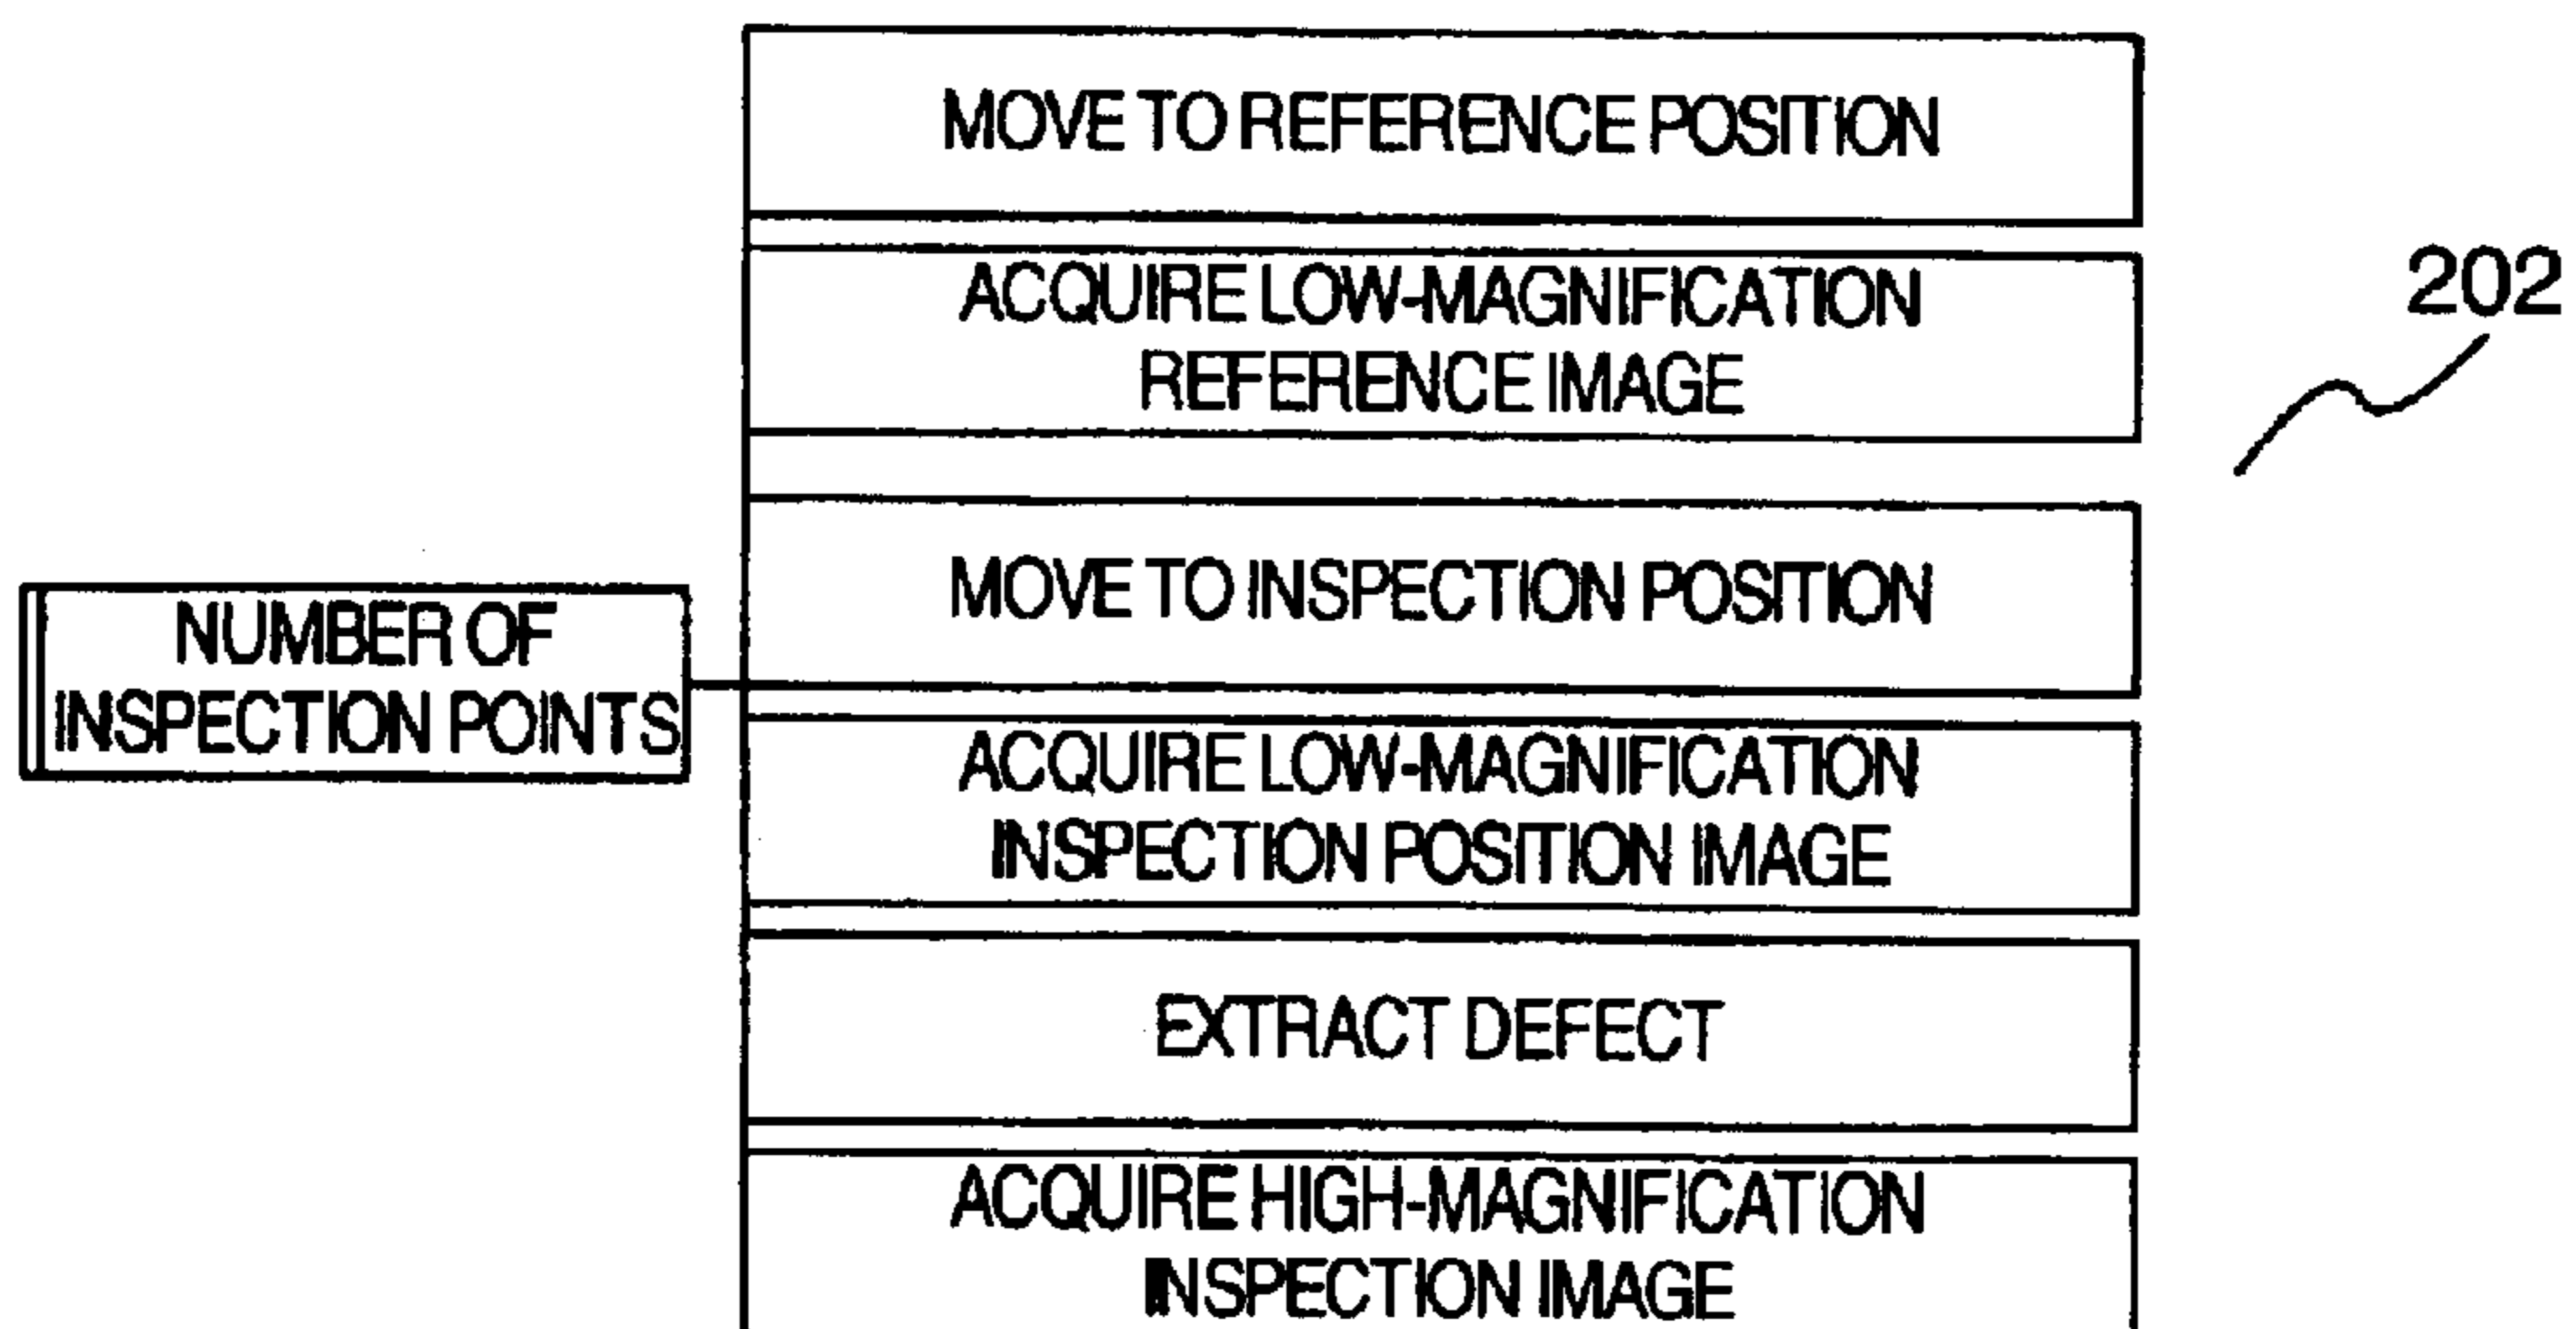 MOVE TO REFERENCE POSITION
ACQUIRE LOW-MAGNIFICATION
REFERENCE IMAGE
202
MOVE TO INSPECTION POSITION
NUMBER OF
INSPECTION POINTS
ACQUIRE LOW-MAGNIFICATION
INSPECTION POSITION IMAGE
EXTRACT DEFECT
ACQUIRE HIGH-MAGNIFICATION
INSPECTION IMAGE